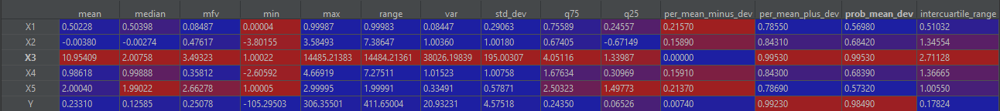 mean median mfv min max range var std_dev q75 q25 per_mean_minus_dev per_mean_plus_dev prob_mean_dev intercuartile_range
X1 0.50228 0.50398 0.08487 0.00004 0.99987 0.99983 0.08447 0.29063 0.75589 0.24557 0.21570 0.78550 0.56980 0.51032
X2 -0.00380 -0.00274 0.47617 -3.80155 3.58493 7.38647 1.00360 1.00180 0.67405 -0.67149 0.15890 0.84310 0.68420 1.34554
X3 10.95409 2.00758 3.49323 1.00022 14485.21383 14484.21361 38026.19839 195.00307 4.05116 1.33987 0.00000 0.99530 0.99530 2.71128
X4 0.98618 0.99888 0.35812 -2.60592 4.66919 7.27511 1.01523 1.00758 1.67634 0.30969 0.15910 0.84300 0.68390 1.36665
X5 2.00040 1.99022 2.66278 1.00005 2.99995 1.99991 0.33491 0.57871 2.50323 1.49773 0.21370 0.78690 0.57320 1.00550
Y 0.23310 0.12585 0.25078 -105.29503 306.35501 411.65004 20.93231 4.57518 0.24350 0.06526 0.00740 0.99230 0.98490 0.17824